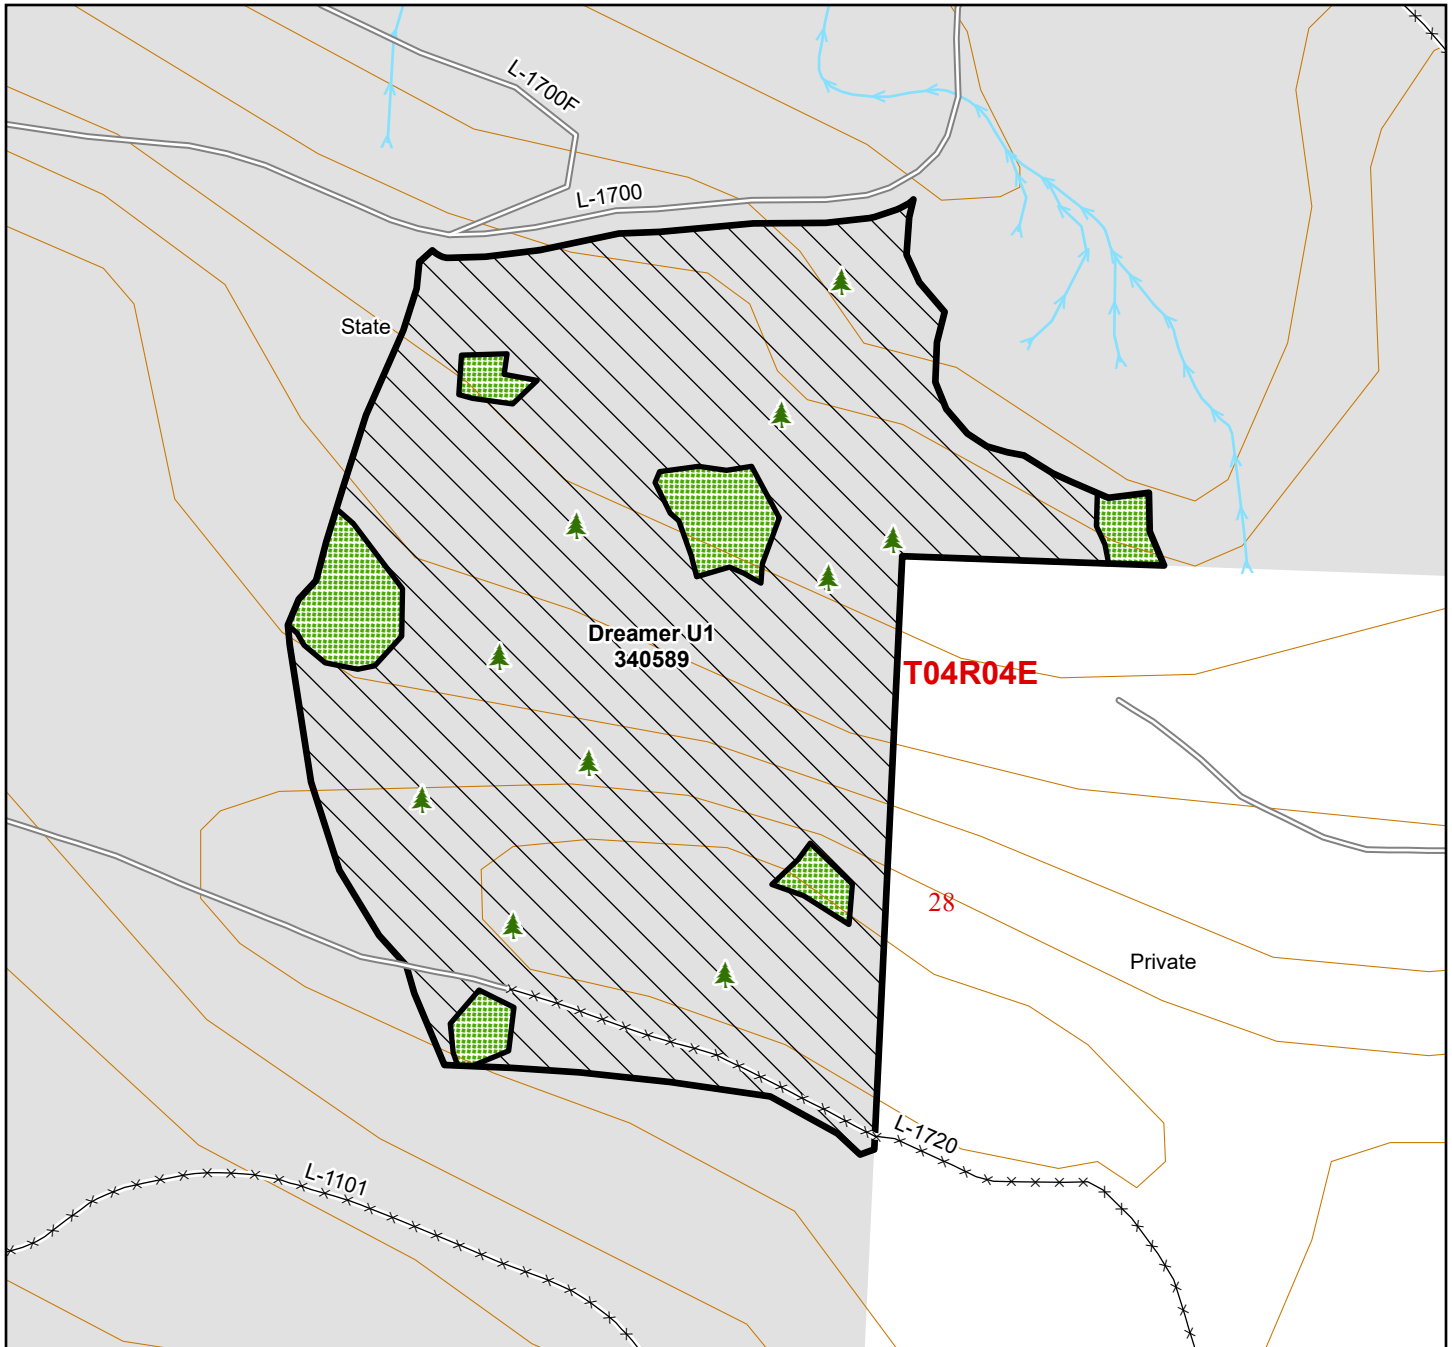 L-1700F
L-1700
State
Dreamer U1
340589
T04R04E
28
Private
L-1720
L-1101